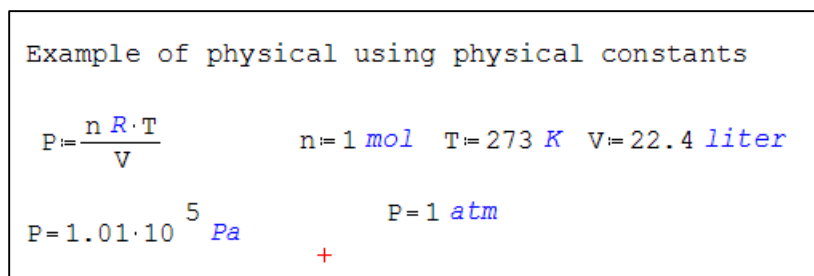 Example of physical using physical constants
P:=n R·T/V n:=1 mol T:=273 K V:=22.4 liter
P=1.01·10^5 Pa P=1 atm